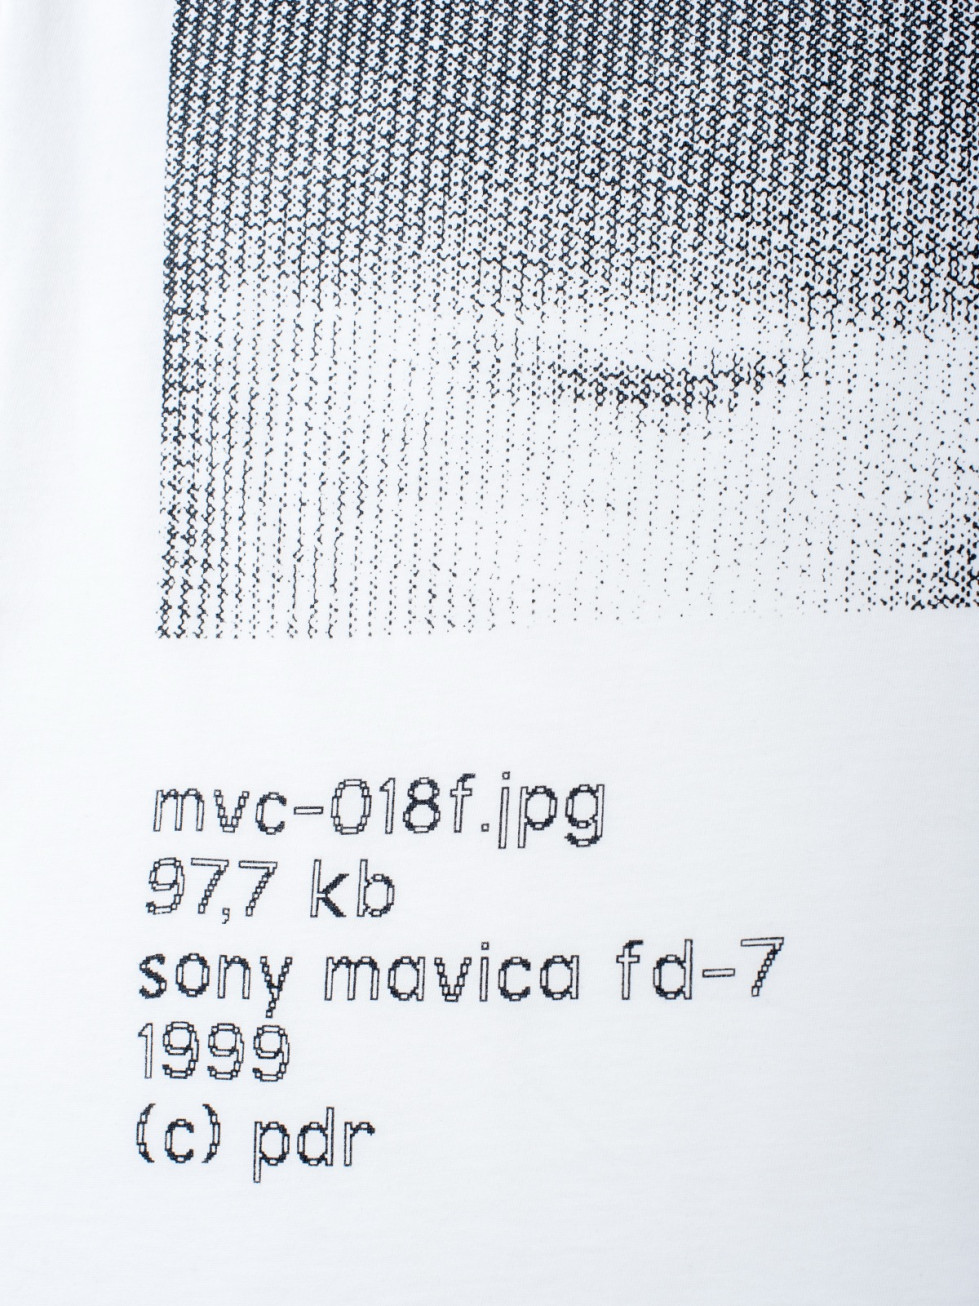 mvc-018f.jpg
97,7 kb
sony mavica fd-7
1999
(c) pdr